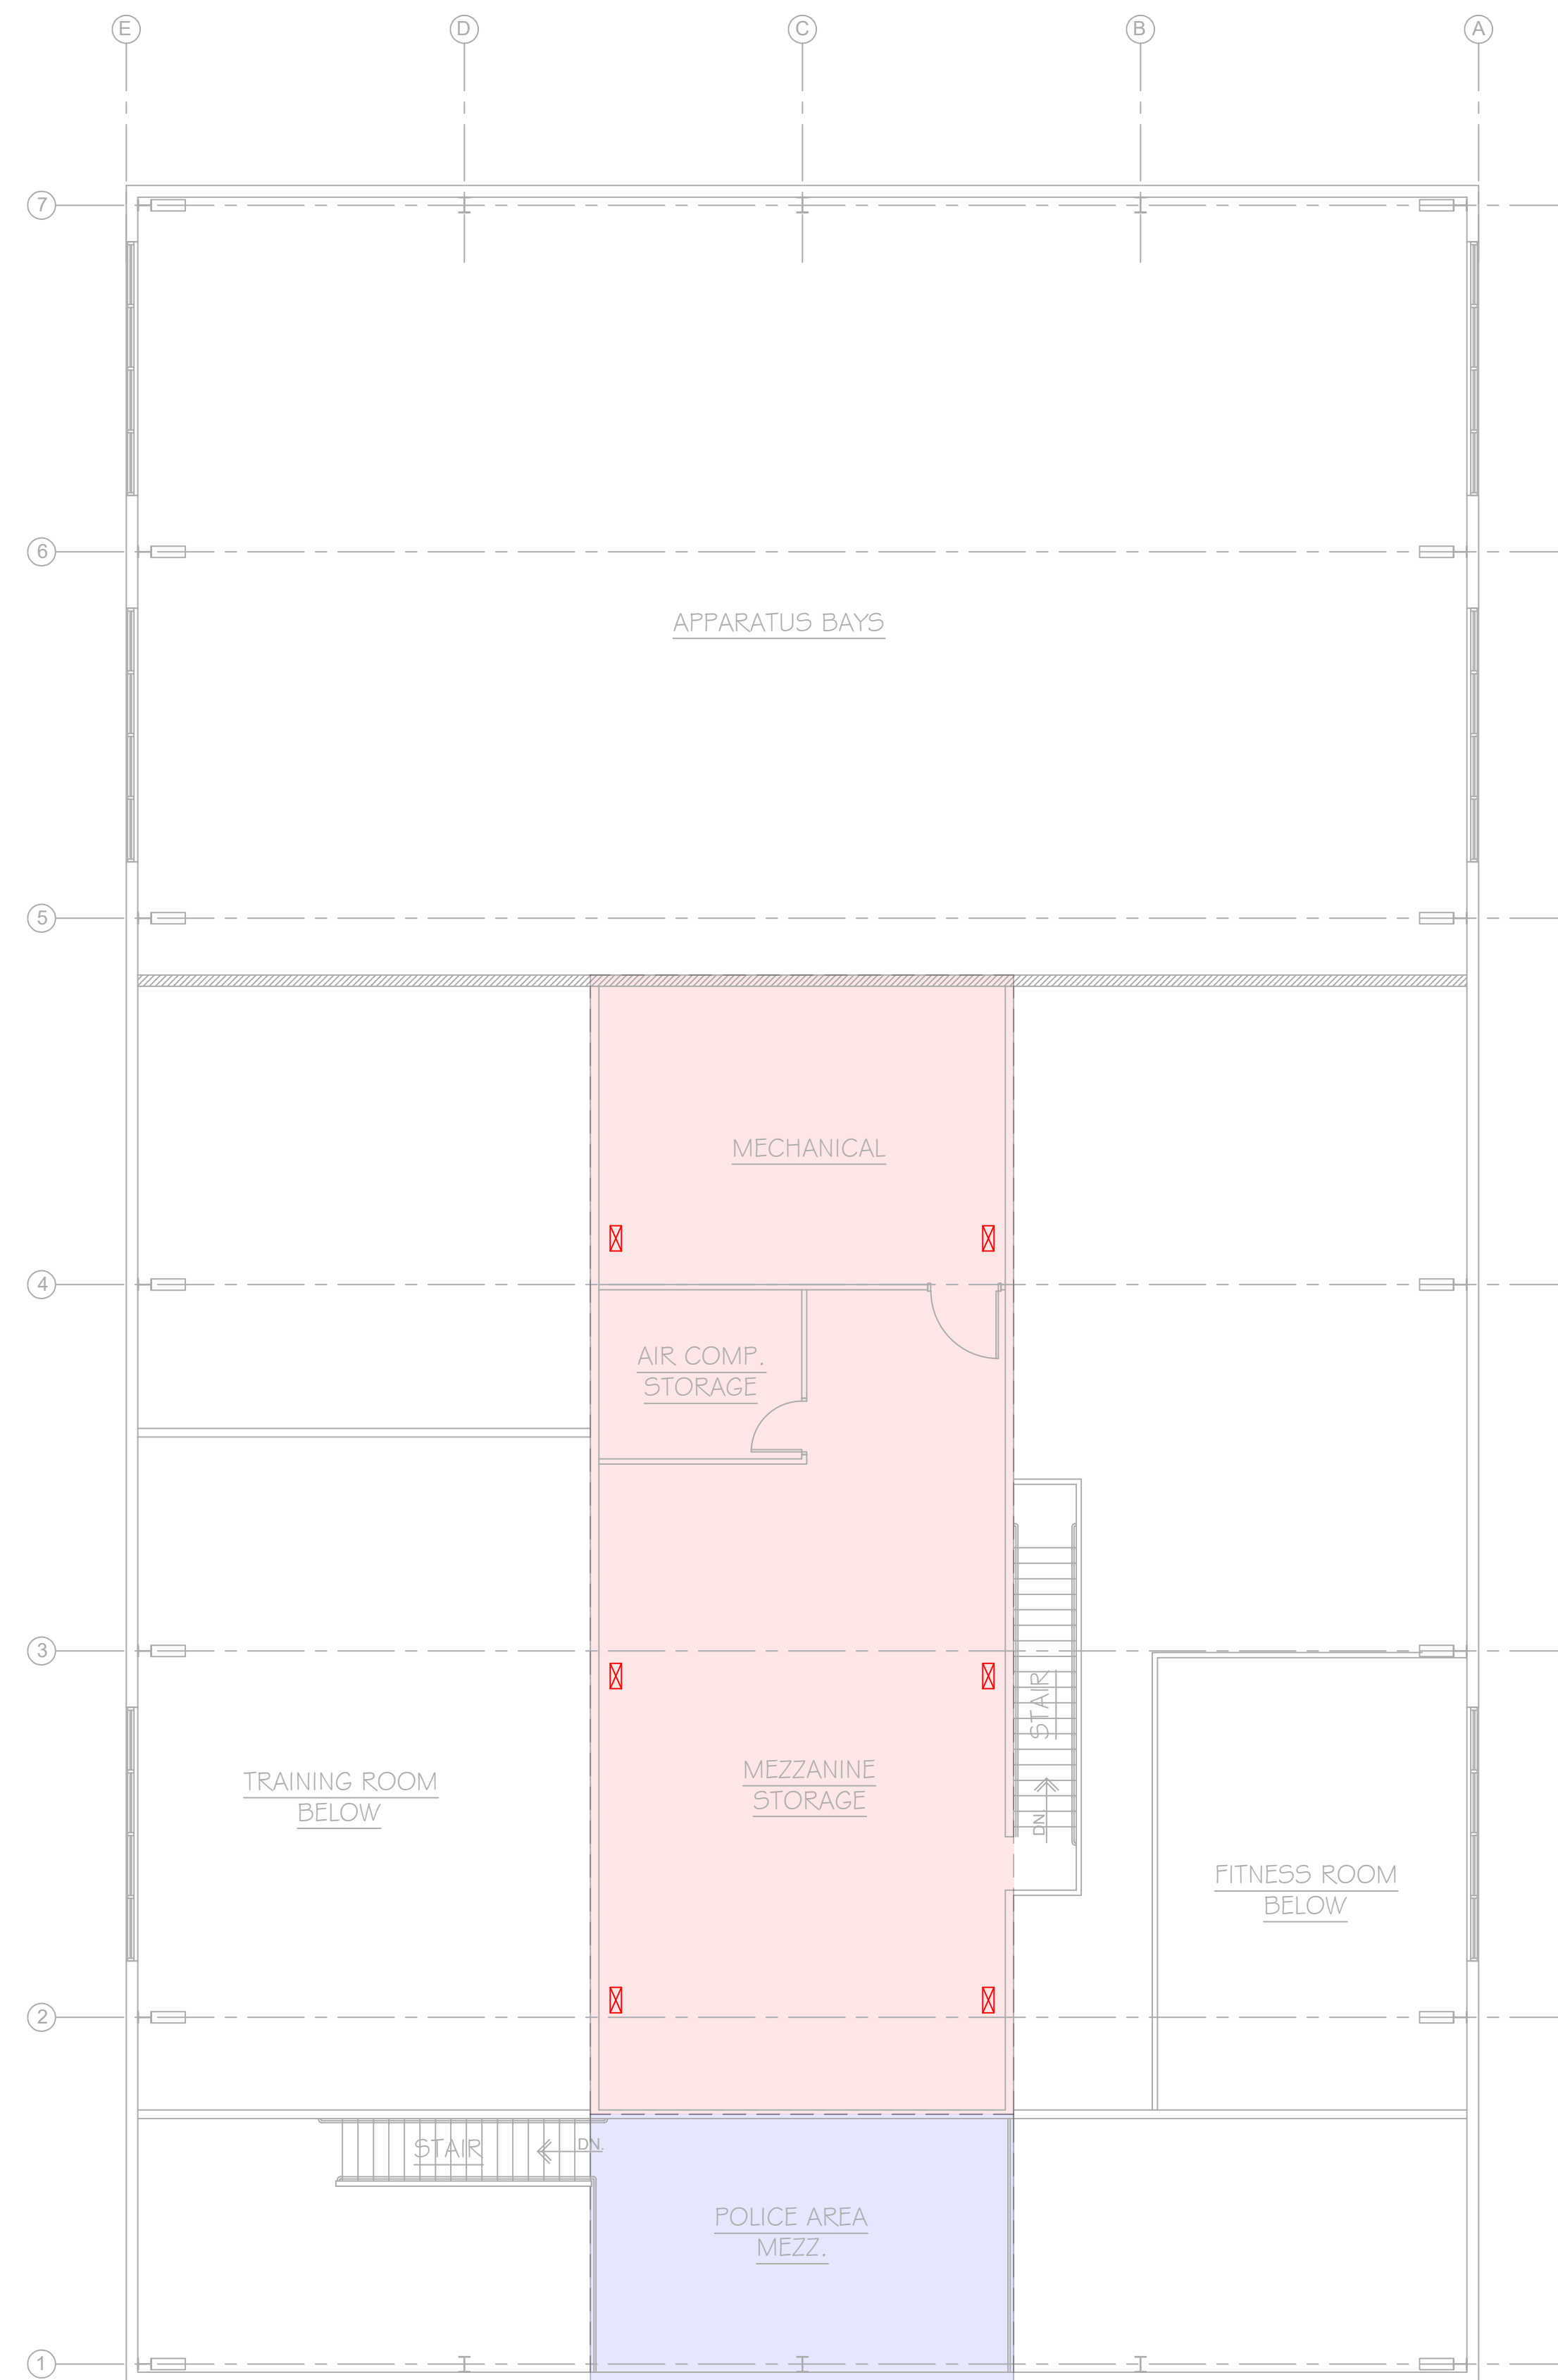 E D C B A
7
6
APPARATUS BAYS
5
MECHANICAL
4
AIR COMP.
STORAGE
3
STAIR
DN.
MEZZANINE
STORAGE
TRAINING ROOM
BELOW
FITNESS ROOM
BELOW
2
STAIR
DN.
POLICE AREA
MEZZ.
1